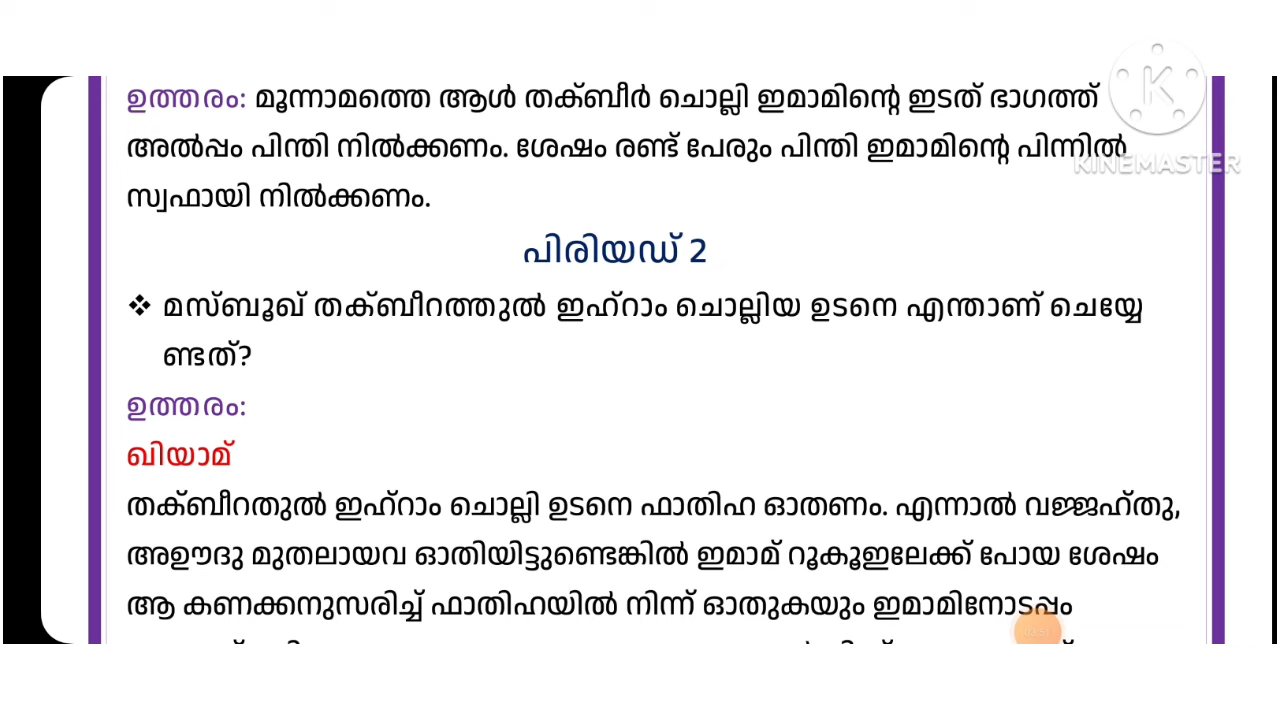 ഉത്തരം: മൂന്നാമത്തെ ആൾ തക്ബീർ ചൊല്ലി ഇമാമിന്റെ ഇടത് ഭാഗത്ത്
അൽപ്പം പിന്തി നിൽക്കണം. ശേഷം രണ്ട് പേരും പിന്തി ഇമാമിന്റെ പിന്നിൽ
സ്വഫായി നിൽക്കണം.
KINEMASTER
പിരിയഡ് 2
❖ മസ്ബൂഖ് തക്ബീറത്തുൽ ഇഹ്റാം ചൊല്ലിയ ഉടനെ എന്താണ് ചെയ്യേ
ണ്ടത്?
ഉത്തരം:
ഖിയാമ്
തക്ബീറതുൽ ഇഹ്റാം ചൊല്ലി ഉടനെ ഫാതിഹ ഓതണം. എന്നാൽ വജ്ജഹ്തു,
അഊദു മുതലായവ ഓതിയിട്ടുണ്ടെങ്കിൽ ഇമാമ് റൂകൂഇലേക്ക് പോയ ശേഷം
ആ കണക്കനുസരിച്ച് ഫാതിഹയിൽ നിന്ന് ഓതുകയും ഇമാമിനോടപ്പം
02:51